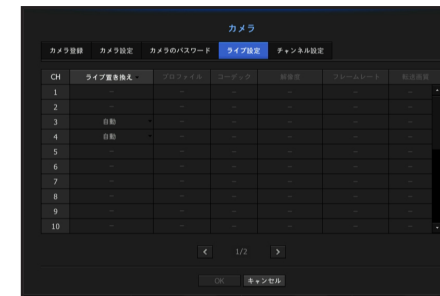 カメラ
カメラ登録 カメラ設定 カメラのパスワード ライブ設定 チャンネル設定
CH ライブ置き換え プロファイル コーデック 解像度 フレームレート 転送画質
1 -- -- -- -- -- --
2 -- -- -- -- -- --
3 自動 -- -- -- -- --
4 自動 -- -- -- -- --
5 -- -- -- -- -- --
6 -- -- -- -- -- --
7 -- -- -- -- -- --
8 -- -- -- -- -- --
9 -- -- -- -- -- --
10 -- -- -- -- -- --
< 1/2 >
OK キャンセル